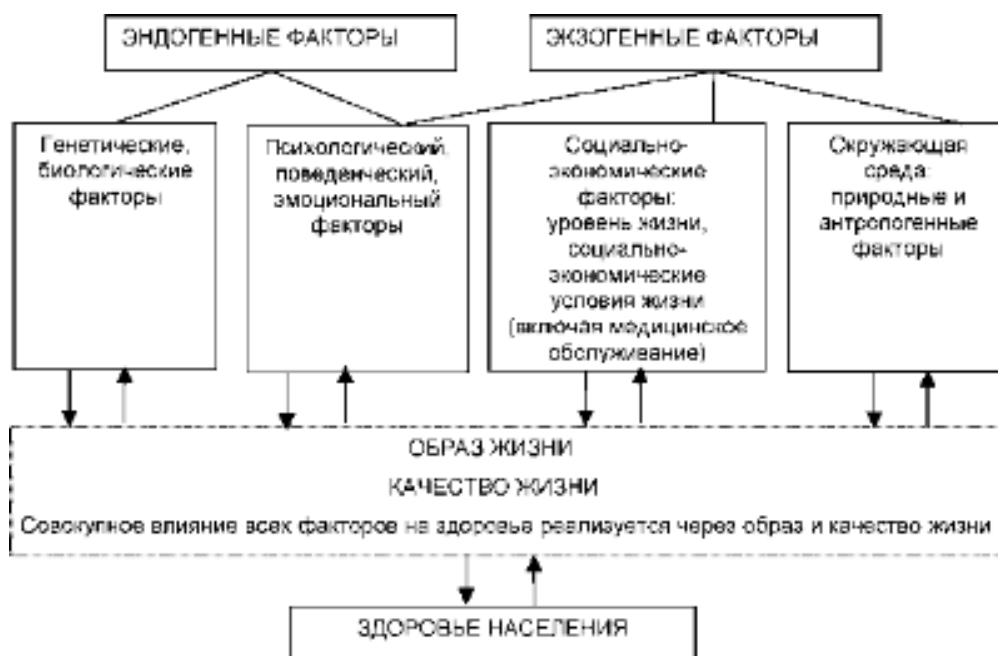 ЭНДОГЕННЫЕ ФАКТОРЫ
ЭКЗОГЕННЫЕ ФАКТОРЫ
Генетические,
биологические
факторы
Психологический,
поведенческий,
эмоциональный
факторы
Социально-
экономические
факторы:
уровень жизни,
социально-
экономические
условия жизни
(включая медицинское
обслуживание)
Окружающая
среда:
природные и
антропогенные
факторы
ОБРАЗ ЖИЗНИ
КАЧЕСТВО ЖИЗНИ
Совокупное влияние всех факторов на здоровье реализуется через образ и качество жизни
ЗДОРОВЬЕ НАСЕЛЕНИЯ